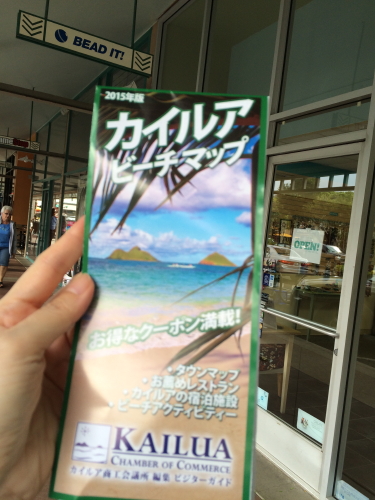 BEAD IT!
2015年版
カイルア
ビーチ マップ
OPEN!
お得なクーポン満載!
・タウンマップ
・お薦めレストラン
・カイルアの宿泊施設
・ビーチアクティビティー
KAILUA
CHAMBER OF COMMERCE
カイルア商工会議所 編集 ビジターガイド